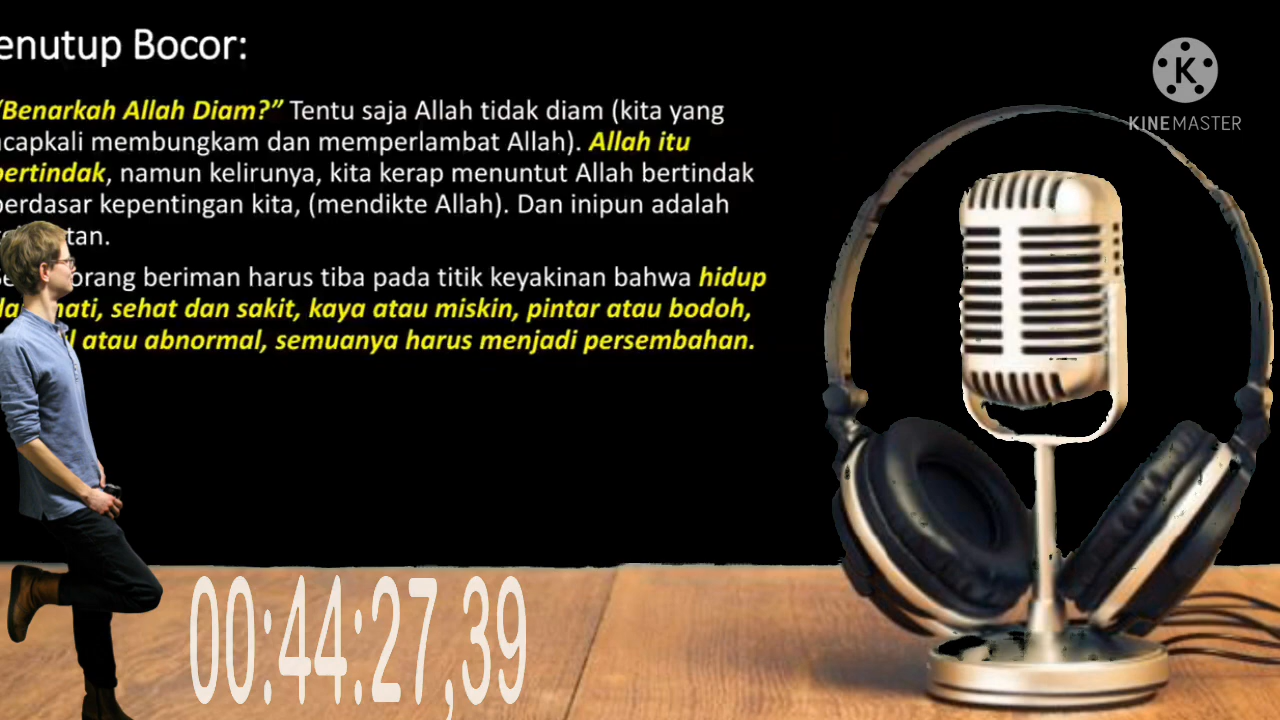 enutup Bocor:
“Benarkah Allah Diam?” Tentu saja Allah tidak diam (kita yang
acapkali membungkam dan memperlambat Allah). Allah itu
bertindak, namun kelirunya, kita kerap menuntut Allah bertindak
berdasar kepentingan kita, (mendikte Allah). Dan inipun adalah
tan.
orang beriman harus tiba pada titik keyakinan bahwa hidup
mati, sehat dan sakit, kaya atau miskin, pintar atau bodoh,
l atau abnormal, semuanya harus menjadi persembahan.
KINEMASTER
00:44:27,39